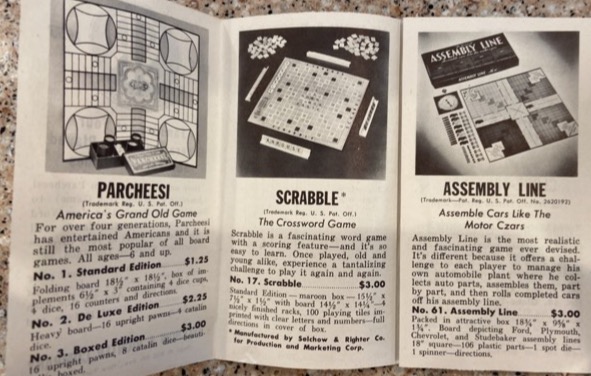 PARCHEESI
(Trademark Reg. U. S. Pat. Off.)
America's Grand Old Game
For over four generations, Parcheesi
has entertained Americans and it is
still the most popular of all board
games. All ages—6 and up.
No. 1. Standard Edition $1.25
Folding board 18½" x 18½", box of im-
plements 6½" x 5" containing 4 dice cups,
4 dice, 16 counters and directions.
No. 2. De Luxe Edition $2.25
Heavy board—16 upright pawns—4 catalin
dice.
No. 3. Boxed Edition $3.00
16 upright pawns, 8 catalin dice—beauti-
boxed.
SCRABBLE*
(Trademark Reg. U. S. Pat. Off.)
The Crossword Game
Scrabble is a fascinating word game
with a scoring feature—and it's so
easy to learn. Once played, old and
young alike, experience a tantalizing
challenge to play it again and again.
No. 17. Scrabble $3.00
Standard Edition — maroon box — 15½" x
7½" x 1½" with board 14¼" x 14¼"—4
nicely finished racks, 100 playing tiles im-
printed with clear letters and numbers—full
directions in cover of box.
* Manufactured by Selchow & Righter Co.
for Production and Marketing Corp.
ASSEMBLY LINE
ASSEMBLY LINE
(Trademark—Pat. Reg. U. S. Pat. Off. No. 2620192)
Assemble Cars Like The
Motor Czars
Assembly Line is the most realistic
and fascinating game ever devised.
It's different because it offers a chal-
lenge to each player to manage his
own automobile plant where he col-
lects auto parts, assembles them, part
by part, and then rolls completed cars
off his assembly line.
No. 61. Assembly Line $3.00
Packed in attractive box 18¾" x 9⅝" x
1⅝". Board depicting Ford, Plymouth,
Chevrolet, and Studebaker assembly lines
18" square—106 plastic parts—1 spot die—
1 spinner—directions.